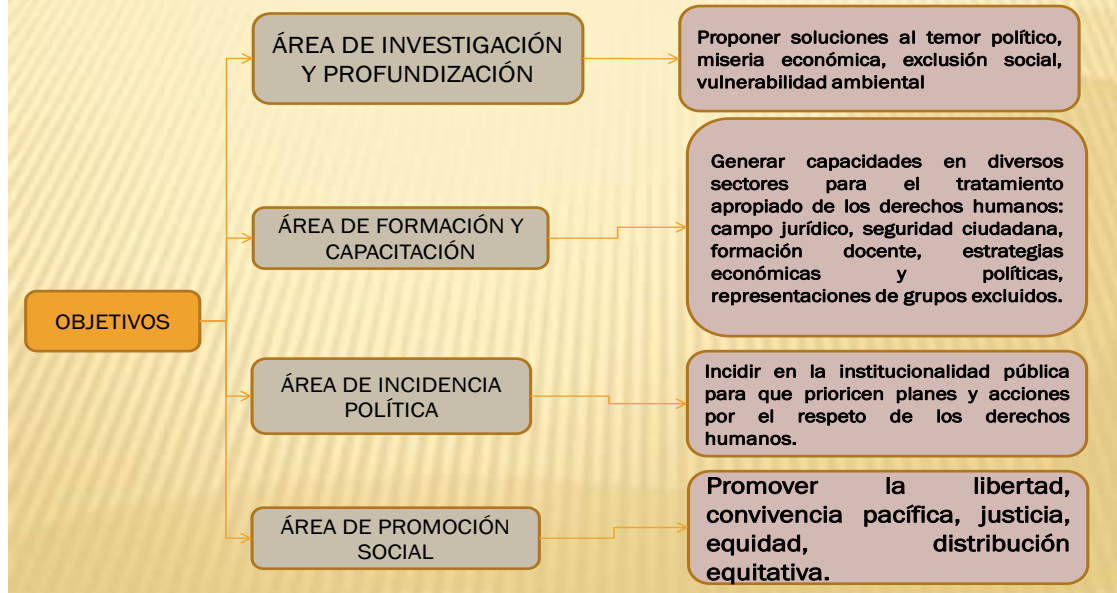 OBJETIVOS
ÁREA DE INVESTIGACIÓN
Y PROFUNDIZACIÓN
Proponer soluciones al temor político,
miseria económica, exclusión social,
vulnerabilidad ambiental
ÁREA DE FORMACIÓN Y
CAPACITACIÓN
Generar capacidades en diversos
sectores para el tratamiento
apropiado de los derechos humanos:
campo jurídico, seguridad ciudadana,
formación docente, estrategias
económicas y políticas,
representaciones de grupos excluidos.
ÁREA DE INCIDENCIA
POLÍTICA
Incidir en la institucionalidad pública
para que prioricen planes y acciones
por el respeto de los derechos
humanos.
ÁREA DE PROMOCIÓN
SOCIAL
Promover la libertad,
convivencia pacífica, justicia,
equidad, distribución
equitativa.